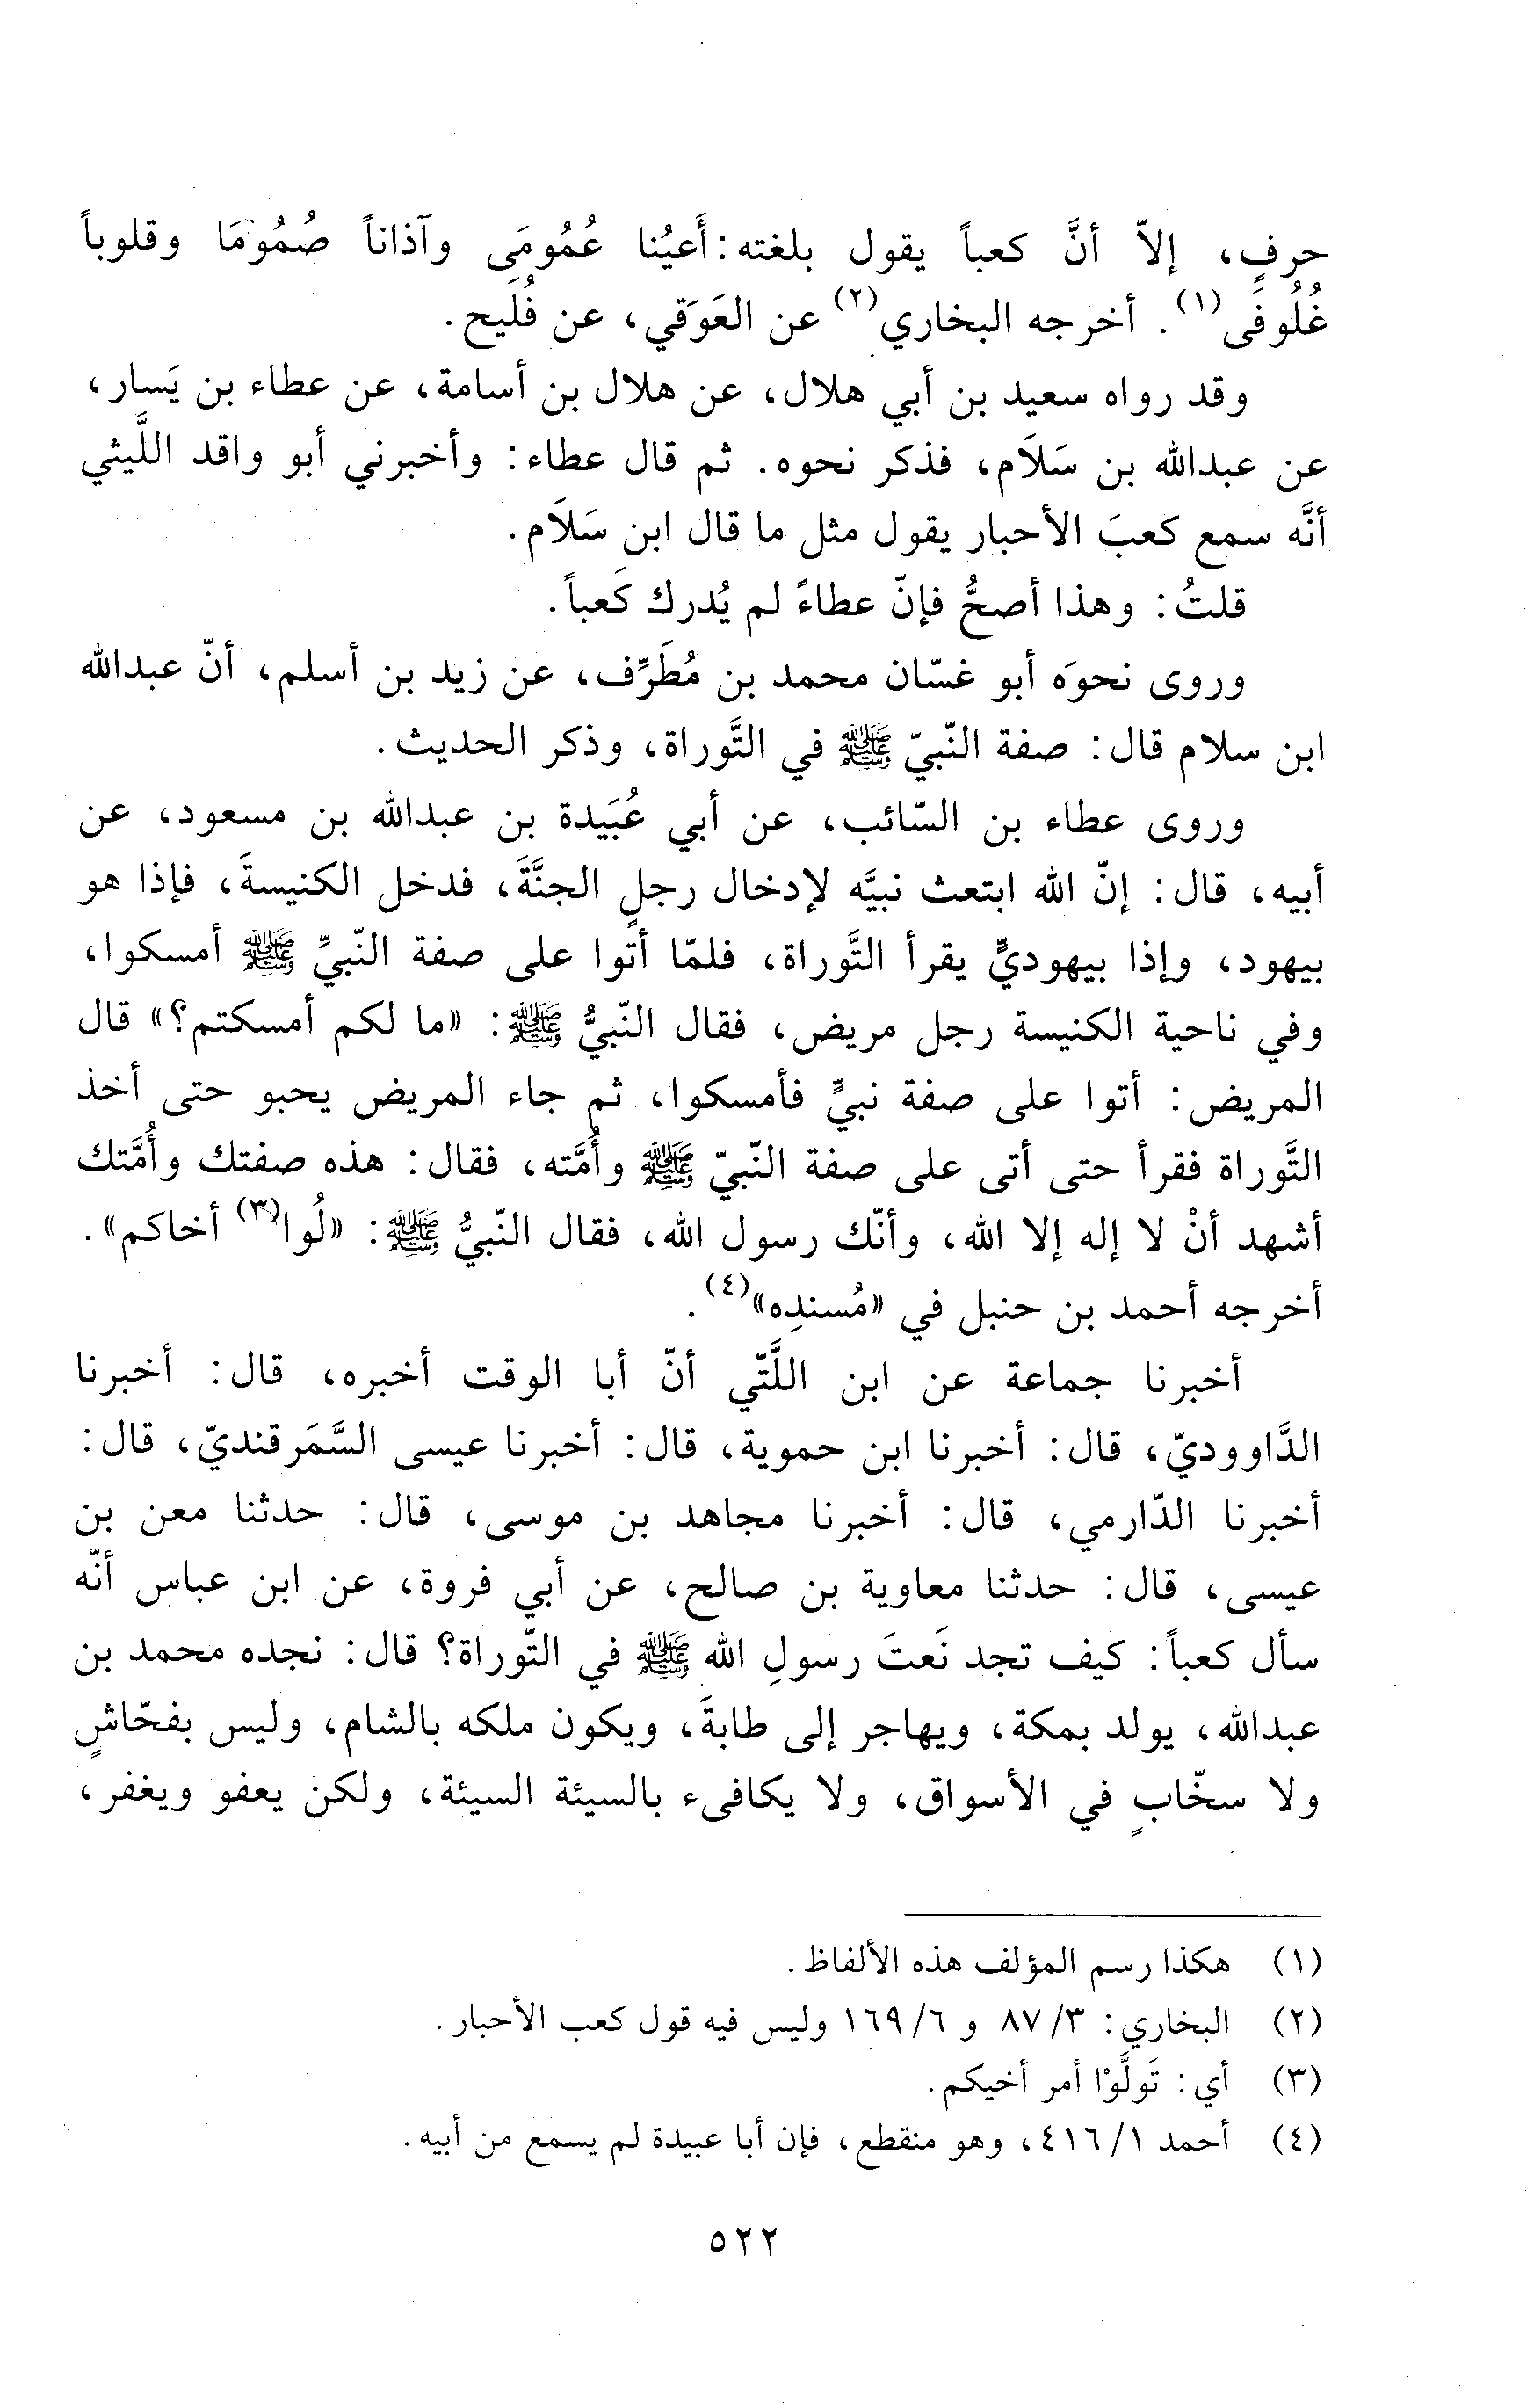 حرفٍ، إلاّ أنَّ كعباً يقول بلغته: أَعيُنا عُمُومَى وآذاناً صُمُومَا وقلوباً
غُلُوفَى(١). أخرجه البخاري(٢) عن العَوَقي، عن فُلَيح.
وقد رواه سعيد بن أبي هلال، عن هلال بن أسامة، عن عطاء بن يَسار،
عن عبدالله بن سَلَام، فذكر نحوه. ثم قال عطاء: وأخبرني أبو واقد اللَّيثي
أنَّه سمع كعبَ الأحبار يقول مثل ما قال ابن سَلَام.
قلتُ: وهذا أصحُّ فإنّ عطاءً لم يُدرك كَعباً.
وروى نحوَه أبو غسّان محمد بن مُطَرِّف، عن زيد بن أسلم، أنّ عبدالله
ابن سلام قال: صفة النّبيّ ﷺ في التَّوراة، وذكر الحديث.
وروى عطاء بن السّائب، عن أبي عُبَيدة بن عبدالله بن مسعود، عن
أبيه، قال: إنّ الله ابتعث نبيَّه لإدخال رجلٍ الجنَّةَ، فدخل الكنيسةَ، فإذا هو
بيهود، وإذا بيهوديٍّ يقرأ التَّوراة، فلمّا أتوا على صفة النّبيِّ ﷺ أمسكوا،
وفي ناحية الكنيسة رجل مريض، فقال النّبيُّ ﷺ: «ما لكم أمسكتم؟» قال
المريض: أتوا على صفة نبيٍّ فأمسكوا، ثم جاء المريض يحبو حتى أخذ
التَّوراة فقرأ حتى أتى على صفة النّبيّ ﷺ وأُمَّته، فقال: هذه صفتك وأُمَّتك
أشهد أنْ لا إله إلا الله، وأنّك رسول الله، فقال النّبيُّ ﷺ: «لُوا(٣) أخاكم».
أخرجه أحمد بن حنبل في «مُسندِه»(٤).
أخبرنا جماعة عن ابن اللَّتّي أنّ أبا الوقت أخبره، قال: أخبرنا
الدَّاووديّ، قال: أخبرنا ابن حموية، قال: أخبرنا عيسى السَّمَرقنديّ، قال:
أخبرنا الدّارمي، قال: أخبرنا مجاهد بن موسى، قال: حدثنا معن بن
عيسى، قال: حدثنا معاوية بن صالح، عن أبي فروة، عن ابن عباس أنّه
سأل كعباً: كيف تجد نَعتَ رسولِ الله ﷺ في التّوراة؟ قال: نجده محمد بن
عبدالله، يولد بمكة، ويهاجر إلى طابةَ، ويكون ملكه بالشام، وليس بفحّاشٍ
ولا سخّابٍ في الأسواق، ولا يكافىء بالسيئة السيئة، ولكن يعفو ويغفر،
(١) هكذا رسم المؤلف هذه الألفاظ.
(٢) البخاري: ٣/ ٨٧ و ٦/ ١٦٩ وليس فيه قول كعب الأحبار.
(٣) أي: تَولَّوْا أمر أخيكم.
(٤) أحمد ١/ ٤١٦، وهو منقطع، فإن أبا عبيدة لم يسمع من أبيه.
٥٢٢